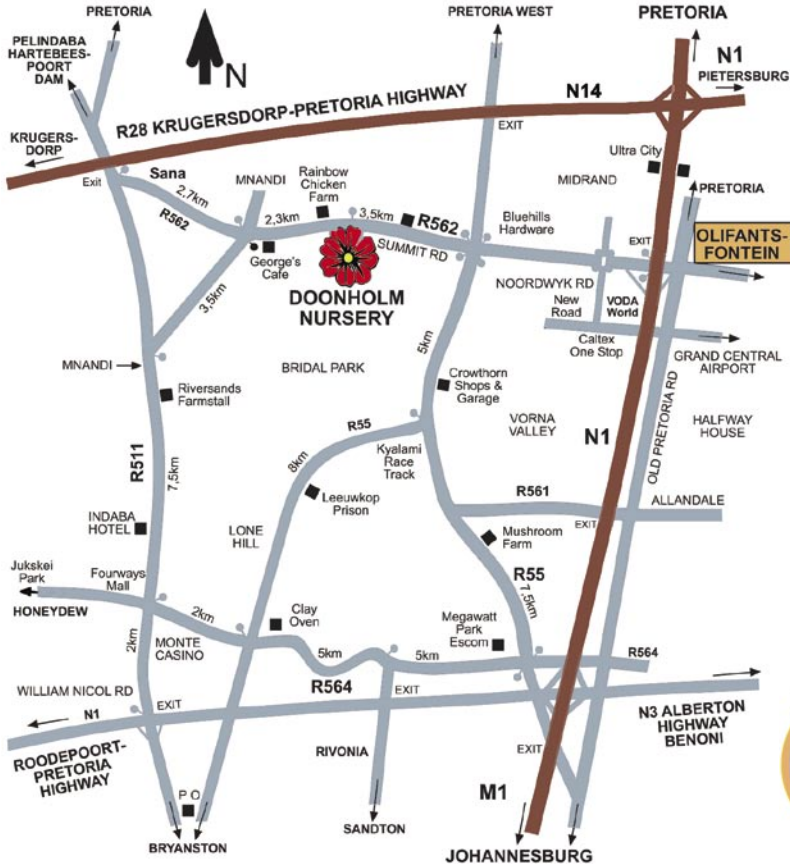 PRETORIA
PRETORIA WEST
PRETORIA
PELINDABA
HARTEBEES-
POORT
DAM
N
N1
PIETERSBURG
R28 KRUGERSDORP-PRETORIA HIGHWAY
N14
KRUGERS-
DORP
EXIT
Exit
Sana
2,7km
R562
MNANDI
Rainbow
Chicken
Farm
2,3km
3,5km
R562
SUMMIT RD
Ultra City
MIDRAND
PRETORIA
Bluehills
Hardware
EXIT
OLIFANTS-
FONTEIN
George's
Cafe
DOONHOLM
NURSERY
3,5km
NOORDWYK RD
New
Road
VODA
World
Caltex
One Stop
GRAND CENTRAL
AIRPORT
5km
MNANDI
BRIDAL PARK
Riversands
Farmstall
Crowthorn
Shops &
Garage
OLD PRETORIA RD
R511
7,5km
R55
8km
Kyalami
Race
Track
VORNA
VALLEY
N1
HALFWAY
HOUSE
Leeuwkop
Prison
R561
EXIT
ALLANDALE
INDABA
HOTEL
LONE
HILL
Mushroom
Farm
R55
7,5km
Jukskei
Park
HONEYDEW
Fourways
Mall
2km
Clay
Oven
Megawatt
Park
Escom
2km
MONTE
CASINO
5km
R564
5km
R564
WILLIAM NICOL RD
N1
EXIT
EXIT
ROODEPOORT-
PRETORIA
HIGHWAY
N3 ALBERTON
HIGHWAY
BENONI
RIVONIA
EXIT
M1
P O
BRYANSTON
SANDTON
JOHANNESBURG